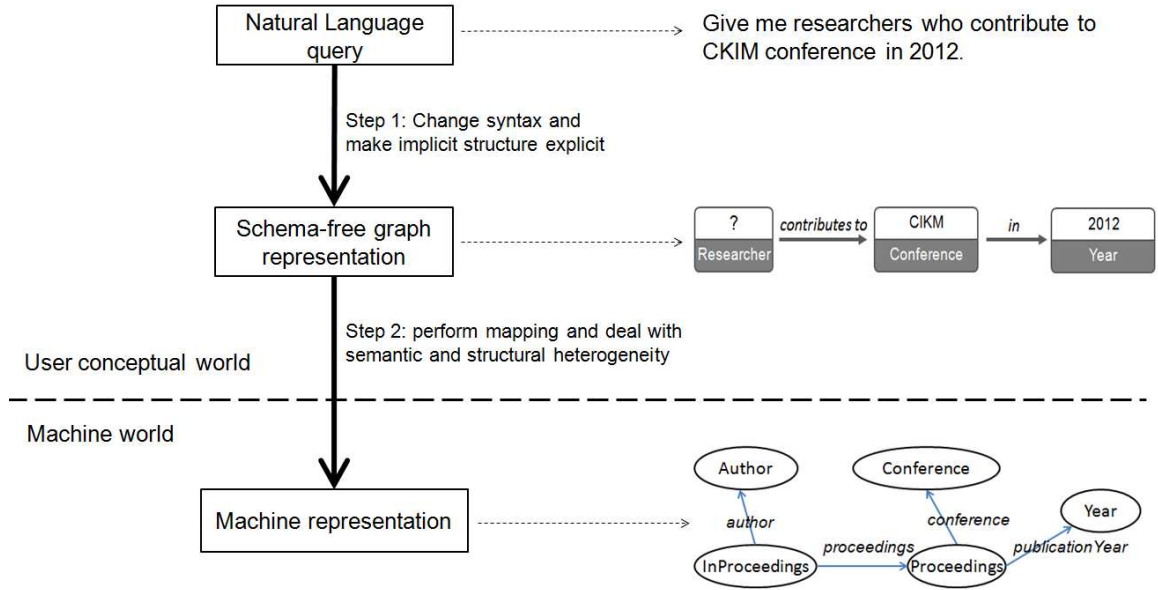 Natural Language
query
Give me researchers who contribute to
CKIM conference in 2012.
Step 1: Change syntax and
make implicit structure explicit
Schema-free graph
representation
?
Researcher
contributes to
CIKM
Conference
in
2012
Year
Step 2: perform mapping and deal with
semantic and structural heterogeneity
User conceptual world
Machine world
Machine representation
Author
Conference
Year
author
conference
proceedings
publicationYear
InProceedings
Proceedings